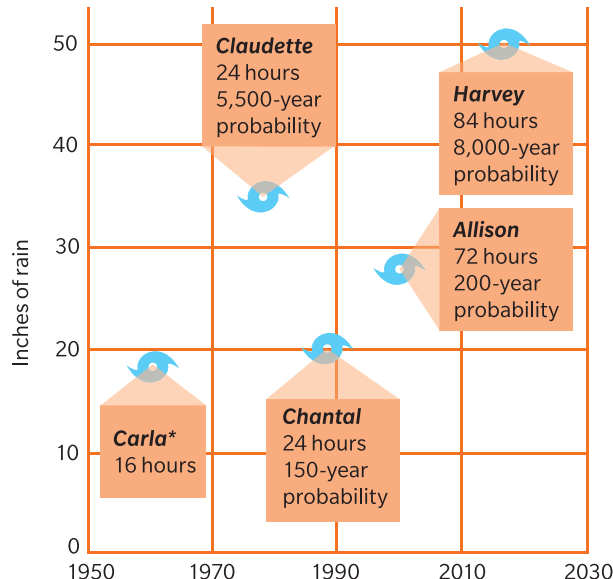 50
40
30
20
10
0
Inches of rain
Claudette
24 hours
5,500-year
probability
Harvey
84 hours
8,000-year
probability
Allison
72 hours
200-year
probability
Carla*
16 hours
Chantal
24 hours
150-year
probability
1950 1970 1990 2010 2030